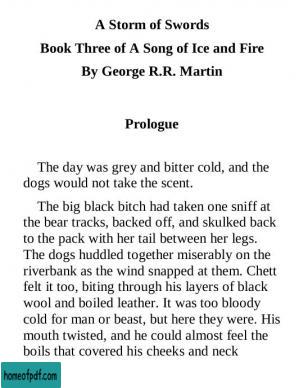 A Storm of Swords
Book Three of A Song of Ice and Fire
By George R.R. Martin
Prologue
The day was grey and bitter cold, and the
dogs would not take the scent.
The big black bitch had taken one sniff at
the bear tracks, backed off, and skulked back
to the pack with her tail between her legs.
The dogs huddled together miserably on the
riverbank as the wind snapped at them. Chett
felt it too, biting through his layers of black
wool and boiled leather. It was too bloody
cold for man or beast, but here they were. His
mouth twisted, and he could almost feel the
boils that covered his cheeks and neck
homeofpdf.com